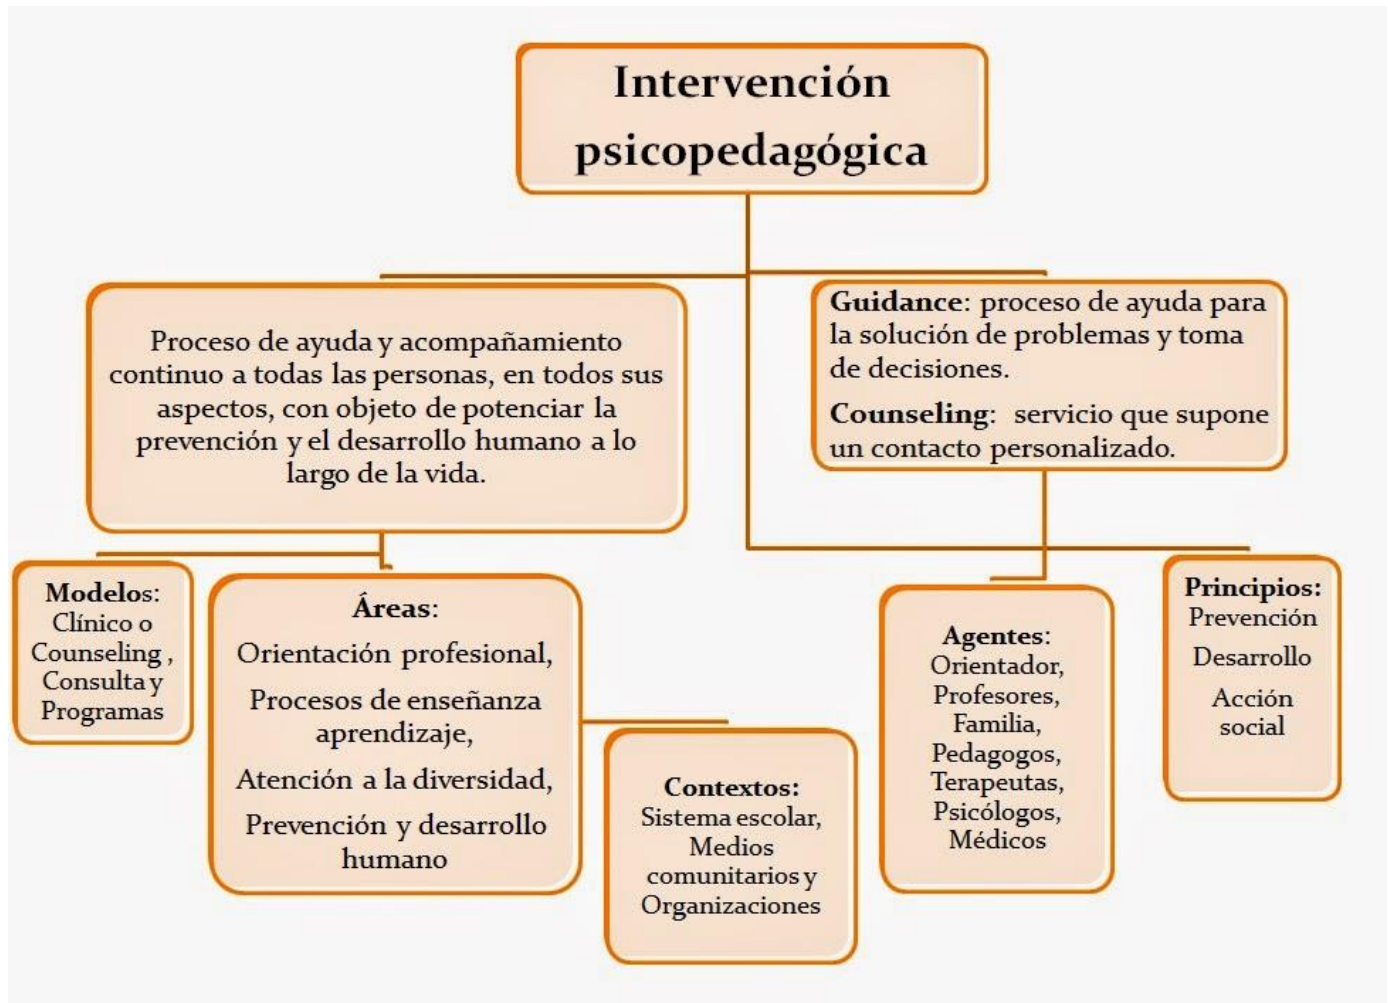 Intervención
psicopedagógica
Proceso de ayuda y acompañamiento
continuo a todas las personas, en todos sus
aspectos, con objeto de potenciar la
prevención y el desarrollo humano a lo
largo de la vida.
Guidance: proceso de ayuda para
la solución de problemas y toma
de decisiones.
Counseling: servicio que supone
un contacto personalizado.
Modelos:
Clínico o
Counseling ,
Consulta y
Programas
Áreas:
Orientación profesional,
Procesos de enseñanza
aprendizaje,
Atención a la diversidad,
Prevención y desarrollo
humano
Contextos:
Sistema escolar,
Medios
comunitarios y
Organizaciones
Agentes:
Orientador,
Profesores,
Familia,
Pedagogos,
Terapeutas,
Psicólogos,
Médicos
Principios:
Prevención
Desarrollo
Acción
social